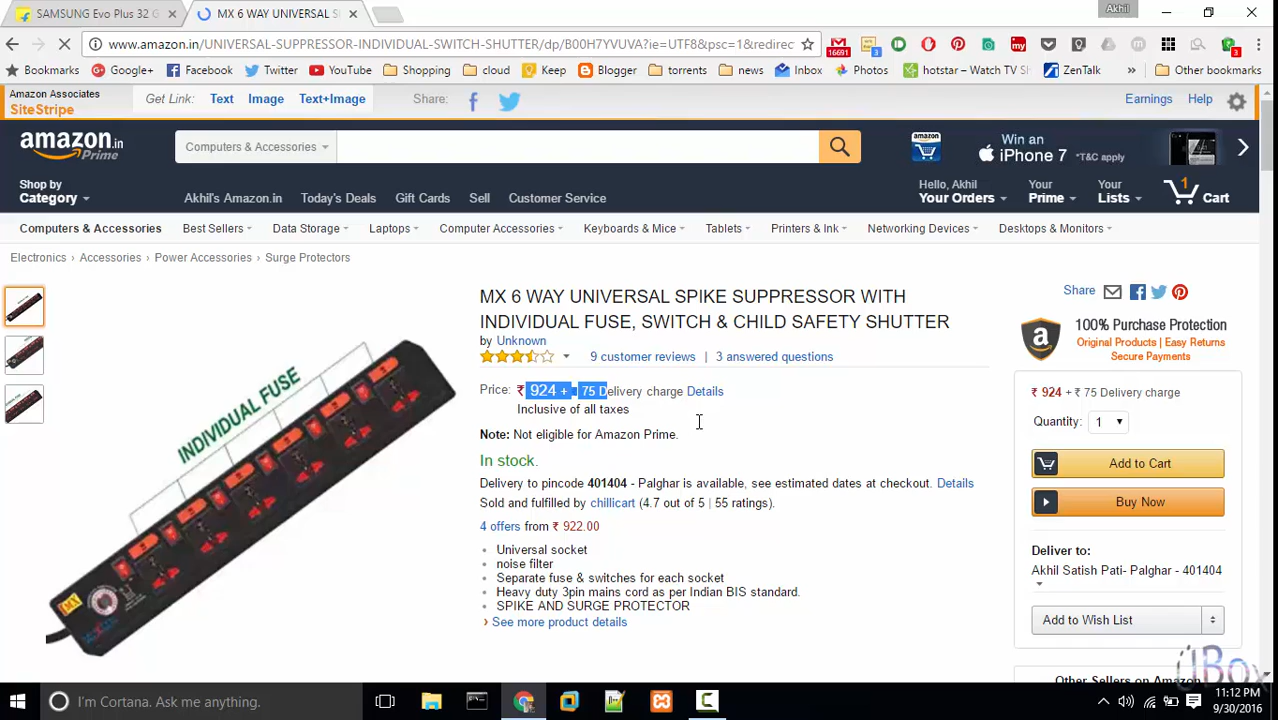 SAMSUNG Evo Plus 32 G
MX 6 WAY UNIVERSAL S
Akhil
www.amazon.in/UNIVERSAL-SUPPRESSOR-INDIVIDUAL-SWITCH-SHUTTER/dp/B00H7YVUVA?ie=UTF8&psc=1&redirec
16691
Bookmarks Google+ Facebook Twitter YouTube Shopping cloud Keep Blogger torrents news Inbox Photos hotstar – Watch TV Sh ZenTalk » Other bookmarks
Amazon Associates
SiteStripe
Get Link: Text Image Text+Image Share: Earnings Help
amazon.in
Prime
Computers & Accessories
Win an
iPhone 7 *T&C apply
Shop by
Category
Akhil's Amazon.in Today's Deals Gift Cards Sell Customer Service
Hello, Akhil
Your Orders
Your
Prime
Your
Lists
1
Cart
Computers & Accessories Best Sellers Data Storage Laptops Computer Accessories Keyboards & Mice Tablets Printers & Ink Networking Devices Desktops & Monitors
Electronics › Accessories › Power Accessories › Surge Protectors
INDIVIDUAL FUSE
MX
MX 6 WAY UNIVERSAL SPIKE SUPPRESSOR WITH
INDIVIDUAL FUSE, SWITCH & CHILD SAFETY SHUTTER
by Unknown
9 customer reviews | 3 answered questions
Price: ₹ 924 + 75 Delivery charge Details
Inclusive of all taxes
Note: Not eligible for Amazon Prime.
In stock.
Delivery to pincode 401404 - Palghar is available, see estimated dates at checkout. Details
Sold and fulfilled by chillicart (4.7 out of 5 | 55 ratings).
4 offers from ₹ 922.00
• Universal socket
• noise filter
• Separate fuse & switches for each socket
• Heavy duty 3pin mains cord as per Indian BIS standard.
• SPIKE AND SURGE PROTECTOR
› See more product details
Share
100% Purchase Protection
Original Products | Easy Returns
Secure Payments
₹ 924 + ₹ 75 Delivery charge
Quantity: 1
Add to Cart
Buy Now
Deliver to:
Akhil Satish Pati- Palghar - 401404
Add to Wish List
Other Sellers on Amazon
UBox
I'm Cortana. Ask me anything.
11:12 PM
9/30/2016